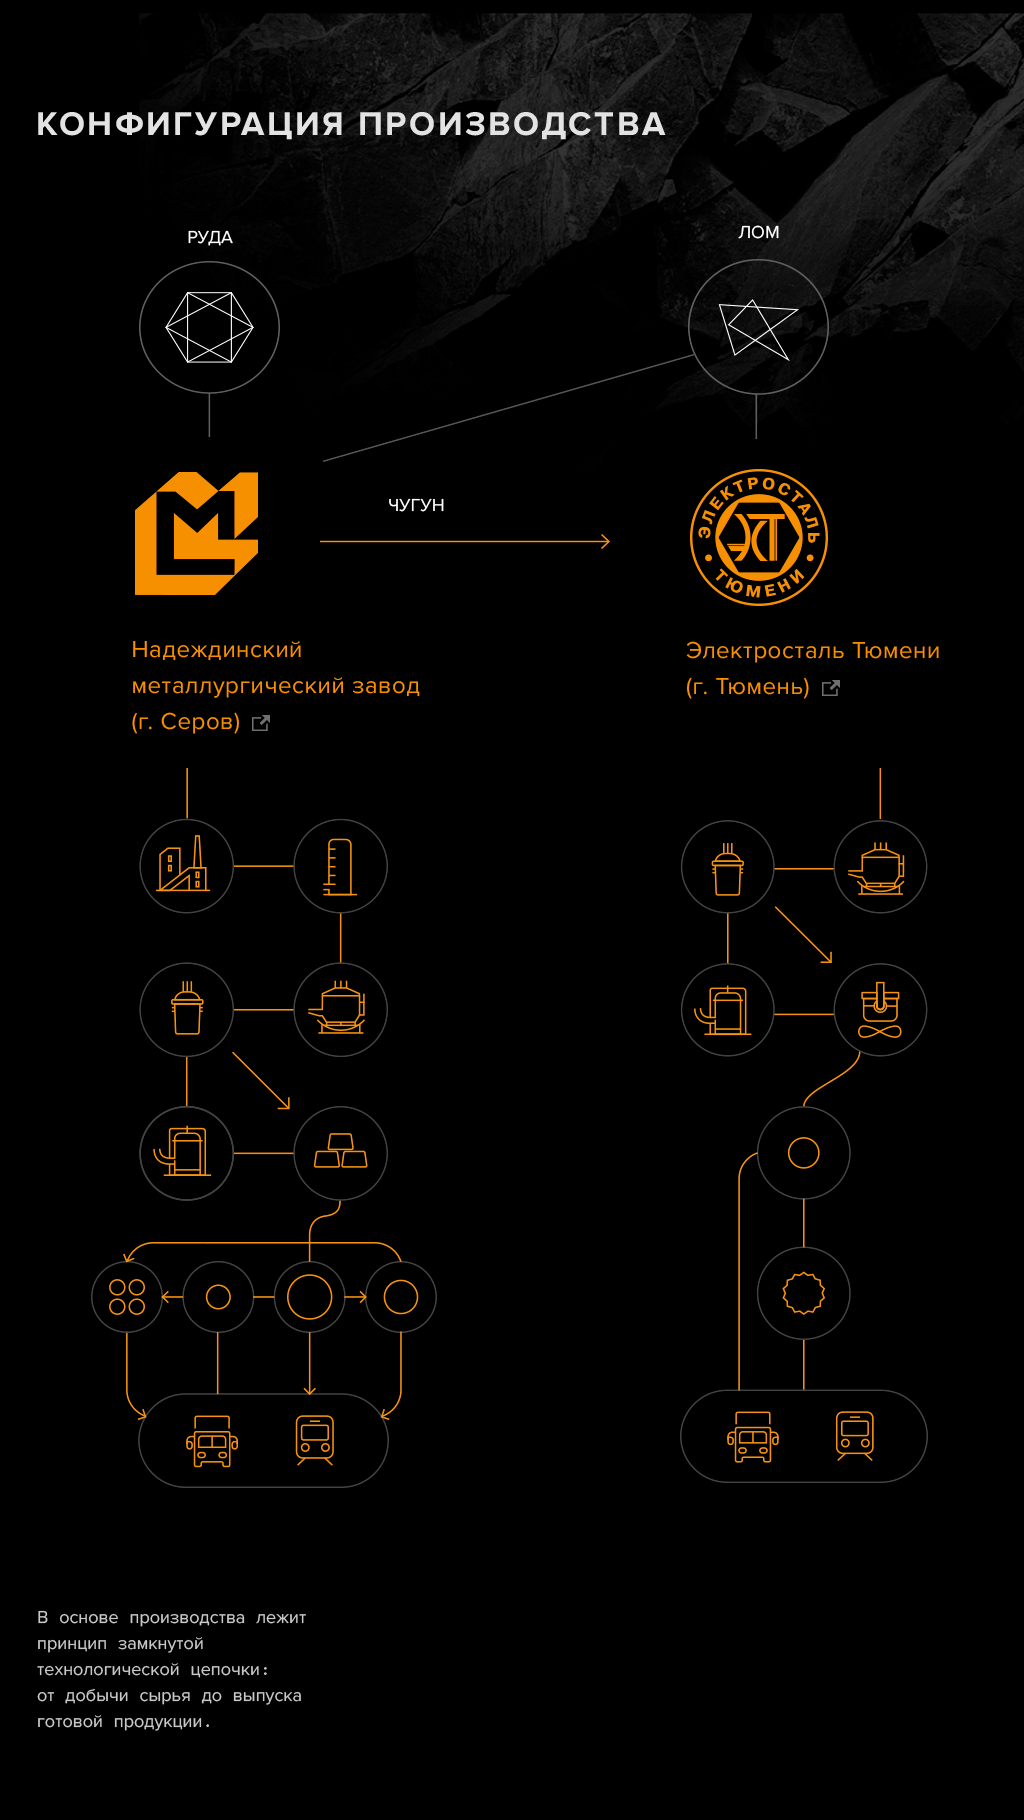 КОНФИГУРАЦИЯ ПРОИЗВОДСТВА
РУДА
ЛОМ
ЧУГУН
ЭЛЕКТРОСТАЛЬ
ЭСТ
ТЮМЕНИ
Надеждинский
металлургический завод
(г. Серов)
Электросталь Тюмени
(г. Тюмень)
В основе производства лежит
принцип замкнутой
технологической цепочки:
от добычи сырья до выпуска
готовой продукции.